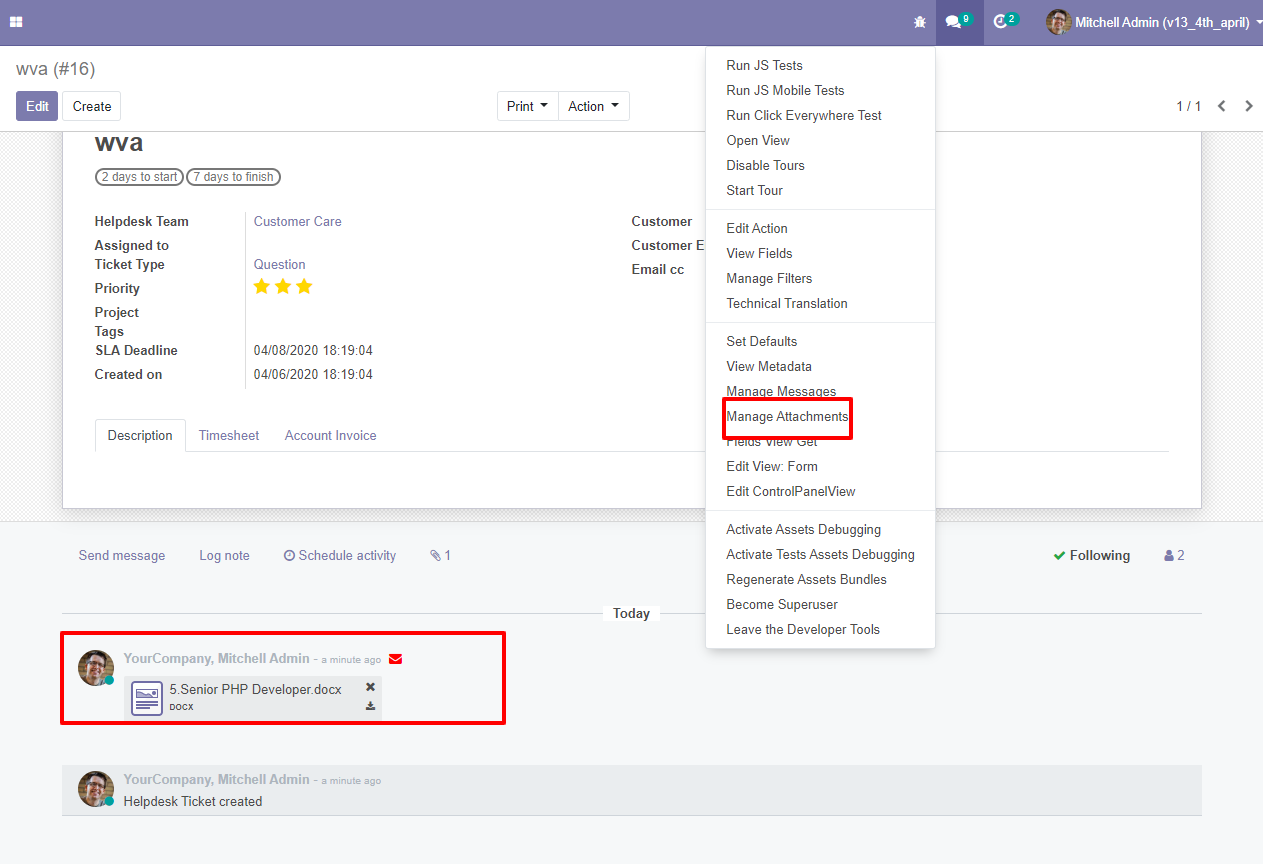 9
2
Mitchell Admin (v13_4th_april)
wva (#16)
Edit
Create
Print
Action
1 / 1
wva
2 days to start
7 days to finish
Helpdesk Team
Customer Care
Assigned to
Ticket Type
Question
Priority
Project
Tags
SLA Deadline
04/08/2020 18:19:04
Created on
04/06/2020 18:19:04
Customer
Customer E
Email cc
Description
Timesheet
Account Invoice
Run JS Tests
Run JS Mobile Tests
Run Click Everywhere Test
Open View
Disable Tours
Start Tour
Edit Action
View Fields
Manage Filters
Technical Translation
Set Defaults
View Metadata
Manage Messages
Manage Attachments
Fields View Get
Edit View: Form
Edit ControlPanelView
Activate Assets Debugging
Activate Tests Assets Debugging
Regenerate Assets Bundles
Become Superuser
Leave the Developer Tools
Send message
Log note
Schedule activity
1
Following
2
Today
YourCompany, Mitchell Admin - a minute ago
5.Senior PHP Developer.docx
DOCX
YourCompany, Mitchell Admin - a minute ago
Helpdesk Ticket created